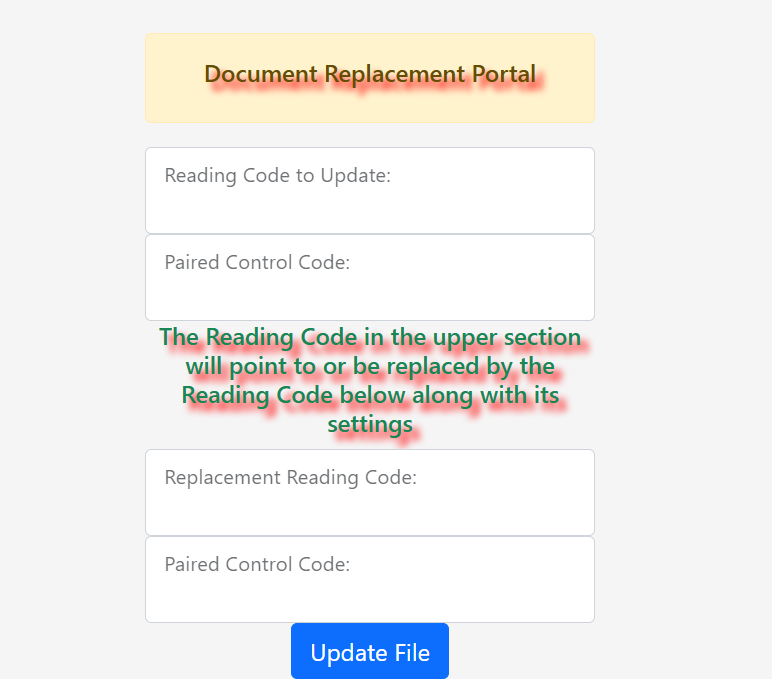 Document Replacement Portal
Reading Code to Update:
Paired Control Code:
The Reading Code in the upper section
will point to or be replaced by the
Reading Code below along with its
settings
Replacement Reading Code:
Paired Control Code:
Update File